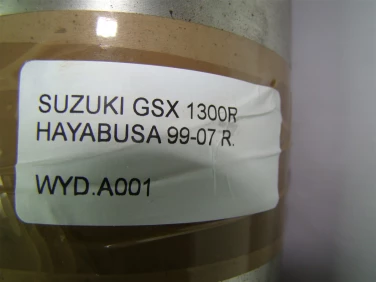 SUZUKI GSX 1300R
HAYABUSA 99-07 R.
WYD.A001